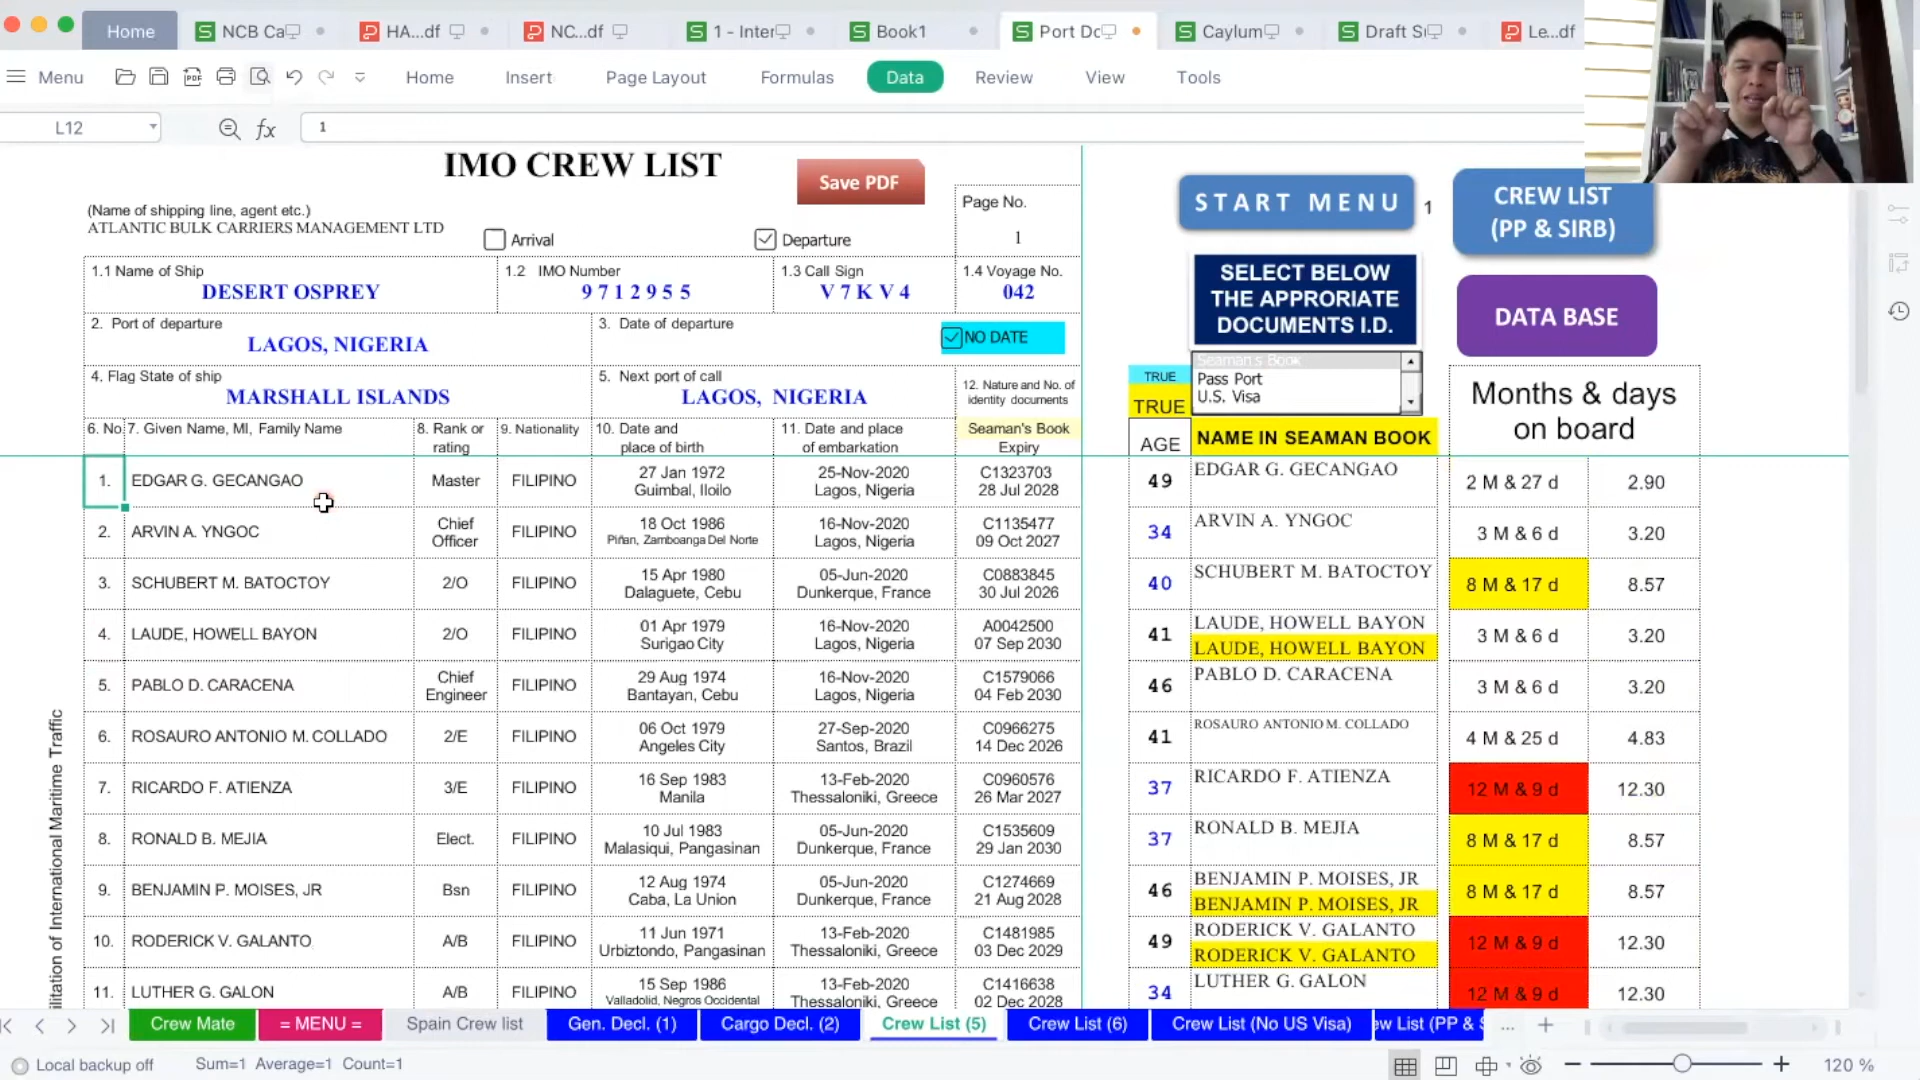 Home
NCB Ca
HA...df
NC...df
1 - Inter
Book1
Port Dc
Caylum
Draft S
Le...df
Menu
Home
Insert
Page Layout
Formulas
Data
Review
View
Tools
L12
fx
1
IMO CREW LIST
Save PDF
(Name of shipping line, agent etc.)
ATLANTIC BULK CARRIERS MANAGEMENT LTD
Arrival
Departure
Page No.
1
1.1 Name of Ship
DESERT OSPREY
1.2 IMO Number
9 7 1 2 9 5 5
1.3 Call Sign
V 7 K V 4
1.4 Voyage No.
042
2. Port of departure
LAGOS, NIGERIA
3. Date of departure
NO DATE
4. Flag State of ship
MARSHALL ISLANDS
5. Next port of call
LAGOS, NIGERIA
12. Nature and No. of
identity documents
6. No.
7. Given Name, MI, Family Name
8. Rank or
rating
9. Nationality
10. Date and
place of birth
11. Date and place
of embarkation
Seaman's Book
Expiry
1. EDGAR G. GECANGAO Master FILIPINO 27 Jan 1972 25-Nov-2020 C1323703
Guimbal, Iloilo Lagos, Nigeria 28 Jul 2028
2. ARVIN A. YNGOC Chief Officer FILIPINO 18 Oct 1986 16-Nov-2020 C1135477
Piñan, Zamboanga Del Norte Lagos, Nigeria 09 Oct 2027
3. SCHUBERT M. BATOCTOY 2/O FILIPINO 15 Apr 1980 05-Jun-2020 C0883845
Dalaguete, Cebu Dunkerque, France 30 Jul 2026
4. LAUDE, HOWELL BAYON 2/O FILIPINO 01 Apr 1979 16-Nov-2020 A0042500
Surigao City Lagos, Nigeria 07 Sep 2030
5. PABLO D. CARACENA Chief Engineer FILIPINO 29 Aug 1974 16-Nov-2020 C1579066
Bantayan, Cebu Lagos, Nigeria 04 Feb 2030
6. ROSAURO ANTONIO M. COLLADO 2/E FILIPINO 06 Oct 1979 27-Sep-2020 C0966275
Angeles City Santos, Brazil 14 Dec 2026
7. RICARDO F. ATIENZA 3/E FILIPINO 16 Sep 1983 13-Feb-2020 C0960576
Manila Thessaloniki, Greece 26 Mar 2027
8. RONALD B. MEJIA Elect. FILIPINO 10 Jul 1983 05-Jun-2020 C1535609
Malasiqui, Pangasinan Dunkerque, France 29 Jan 2030
9. BENJAMIN P. MOISES, JR Bsn FILIPINO 12 Aug 1974 05-Jun-2020 C1274669
Caba, La Union Dunkerque, France 21 Aug 2028
10. RODERICK V. GALANTO A/B FILIPINO 11 Jun 1971 13-Feb-2020 C1481985
Urbiztondo, Pangasinan Thessaloniki, Greece 03 Dec 2029
11. LUTHER G. GALON A/B FILIPINO 15 Sep 1986 13-Feb-2020 C1416638
Valladolid, Negros Occidental Thessaloniki, Greece 02 Dec 2028
litation of International Maritime Traffic
START MENU
1
CREW LIST
(PP & SIRB)
SELECT BELOW
THE APPRORIATE
DOCUMENTS I.D.
DATA BASE
Seaman's Book
Pass Port
U.S. Visa
TRUE
TRUE
AGE
NAME IN SEAMAN BOOK
Months & days
on board
49 EDGAR G. GECANGAO 2 M & 27 d 2.90
34 ARVIN A. YNGOC 3 M & 6 d 3.20
40 SCHUBERT M. BATOCTOY 8 M & 17 d 8.57
41 LAUDE, HOWELL BAYON 3 M & 6 d 3.20
LAUDE, HOWELL BAYON
46 PABLO D. CARACENA 3 M & 6 d 3.20
41 ROSAURO ANTONIO M. COLLADO 4 M & 25 d 4.83
37 RICARDO F. ATIENZA 12 M & 9 d 12.30
37 RONALD B. MEJIA 8 M & 17 d 8.57
46 BENJAMIN P. MOISES, JR 8 M & 17 d 8.57
BENJAMIN P. MOISES, JR
49 RODERICK V. GALANTO 12 M & 9 d 12.30
RODERICK V. GALANTO
34 LUTHER G. GALON 12 M & 9 d 12.30
Crew Mate
= MENU =
Spain Crew list
Gen. Decl. (1)
Cargo Decl. (2)
Crew List (5)
Crew List (6)
Crew List (No US Visa)
ew List (PP & S
...
Local backup off
Sum=1 Average=1 Count=1
120 %